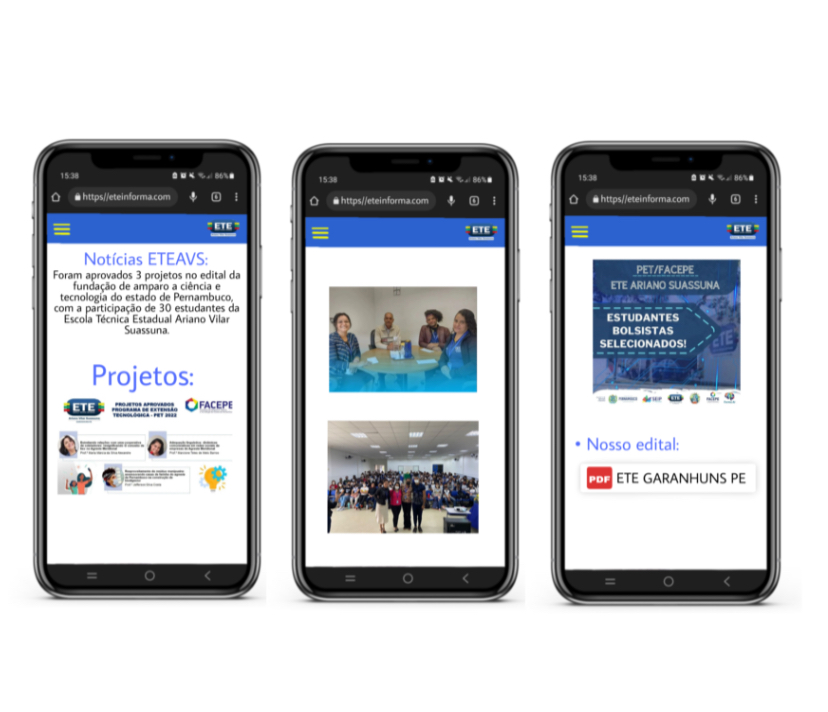 15:38
86%
https//eteinforma.com
6
ETE
Notícias ETEAVS:
Foram aprovados 3 projetos no edital da
fundação de amparo a ciência e
tecnologia do estado de Pernambuco,
com a participação de 30 estudantes da
Escola Técnica Estadual Ariano Vilar
Suassuna.
Projetos:
ETE
PROJETOS APROVADOS
PROGRAMA DE EXTENSÃO
TECNOLÓGICA - PET 2022
FACEPE
15:38
86%
https//eteinforma.com
6
ETE
15:38
86%
https//eteinforma.com
6
ETE
PET/FACEPE
ETE ARIANO SUASSUNA
ESTUDANTES
BOLSISTAS
SELECIONADOS!
ETE
• Nosso edital:
PDF ETE GARANHUNS PE